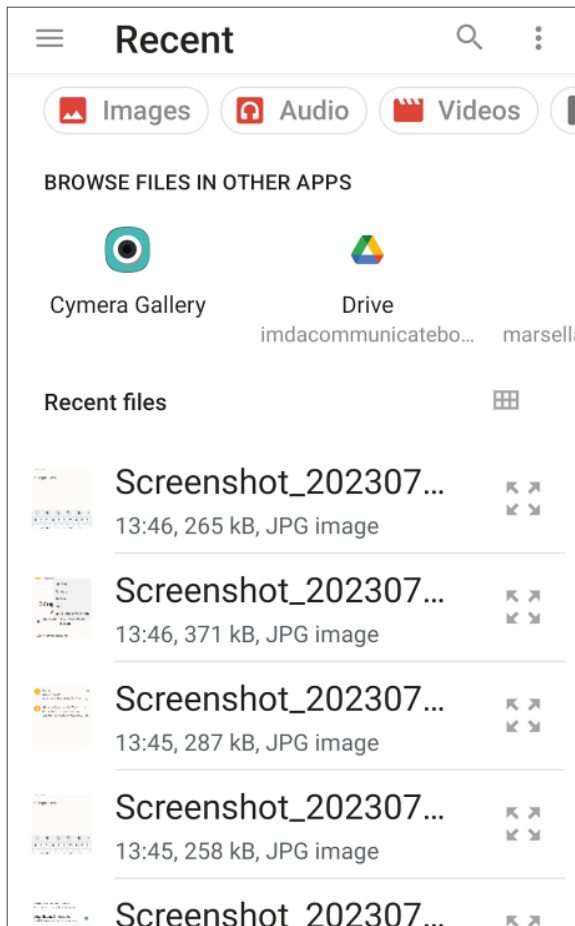 Recent
Images Audio Videos
BROWSE FILES IN OTHER APPS
Cymera Gallery Drive
imdacommunicatebo... marsella
Recent files
Screenshot_202307...
13:46, 265 kB, JPG image
Screenshot_202307...
13:46, 371 kB, JPG image
Screenshot_202307...
13:45, 287 kB, JPG image
Screenshot_202307...
13:45, 258 kB, JPG image
Screenshot_202307...